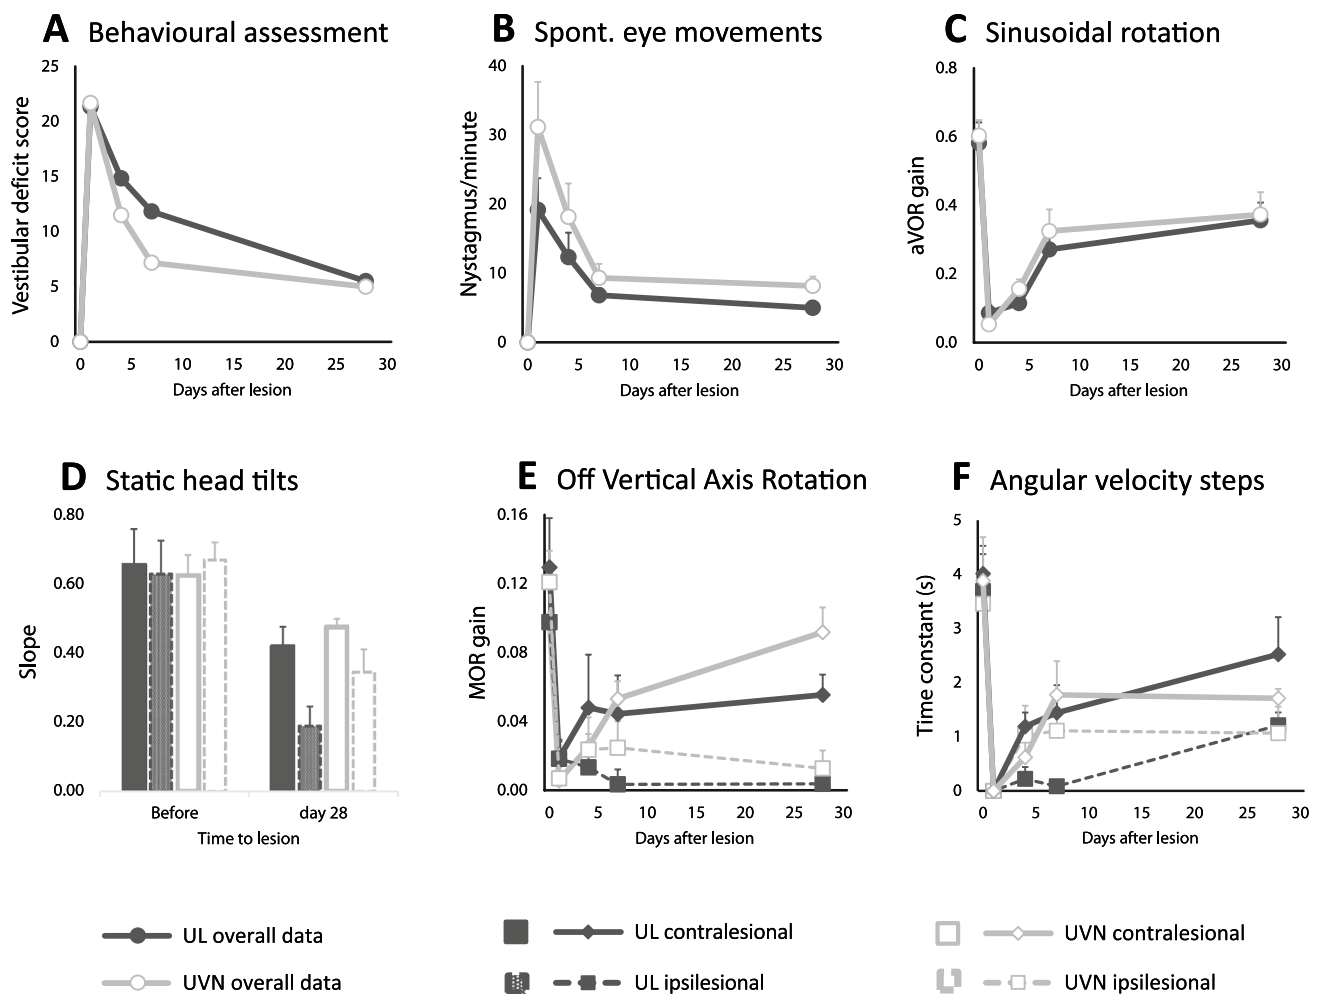 A Behavioural assessment
25
20
15
10
5
0
Vestibular deficit score
0 5 10 15 20 25 30
Days after lesion
B Spont. eye movements
40
30
20
10
0
Nystagmus/minute
0 5 10 15 20 25 30
Days after lesion
C Sinusoidal rotation
0.8
0.6
0.4
0.2
0.0
aVOR gain
0 5 10 15 20 25 30
Days after lesion
D Static head tilts
0.80
0.60
0.40
0.20
0.00
Slope
Before day 28
Time to lesion
E Off Vertical Axis Rotation
0.16
0.12
0.08
0.04
0.00
MOR gain
0 5 10 15 20 25 30
Days after lesion
F Angular velocity steps
5
4
3
2
1
0
Time constant (s)
0 5 10 15 20 25 30
Days after lesion
UL overall data
UVN overall data
UL contralesional
UL ipsilesional
UVN contralesional
UVN ipsilesional